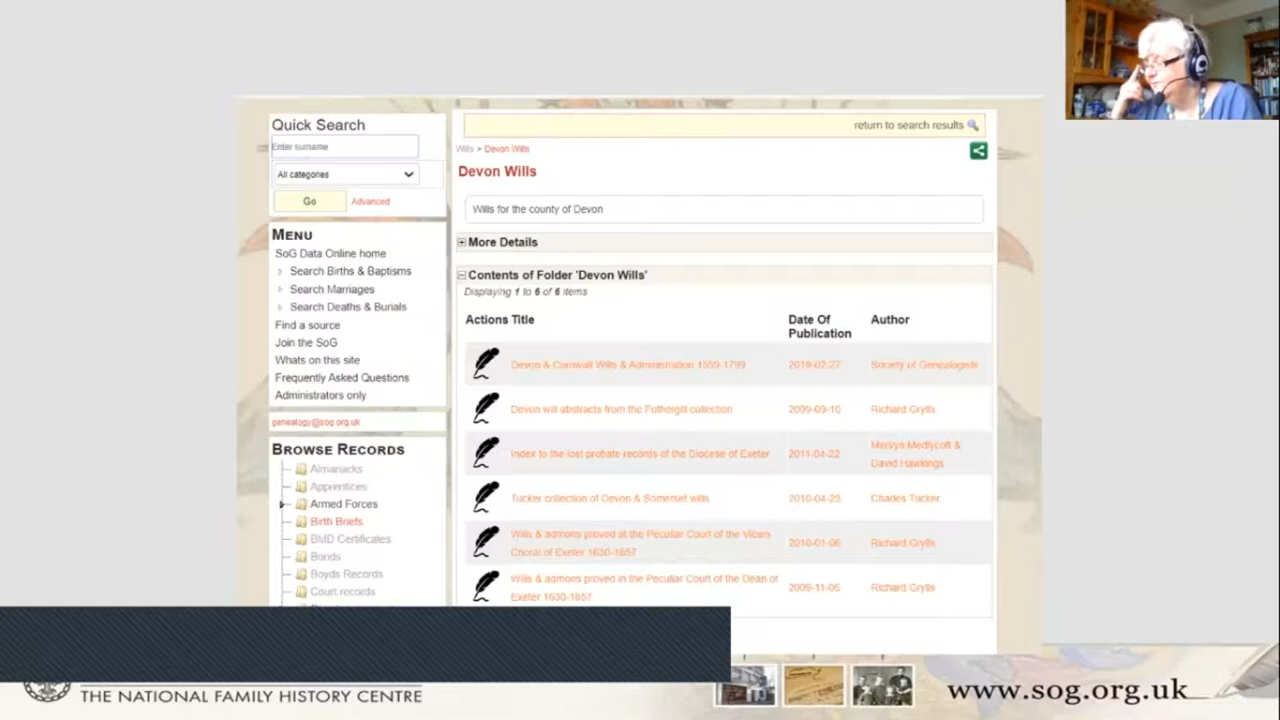 Quick Search
Enter surname
All categories
Go
Advanced
MENU
SoG Data Online home
Search Births & Baptisms
Search Marriages
Search Deaths & Burials
Find a source
Join the SoG
Whats on this site
Frequently Asked Questions
Administrators only
genealogy@sog.org.uk
BROWSE RECORDS
Almanacks
Apprentices
Armed Forces
Birth Briefs
BMD Certificates
Bonds
Boyds Records
Court records
return to search results
Wills > Devon Wills
Devon Wills
Wills for the county of Devon
More Details
Contents of Folder 'Devon Wills'
Displaying 1 to 6 of 6 items
Actions Title
Date Of
Publication
Author
Devon & Cornwall Wills & Administration 1559-1799
2019-02-27
Society of Genealogists
Devon will abstracts from the Fothergill collection
2009-09-10
Richard Grylls
Index to the lost probate records of the Diocese of Exeter
2011-04-22
Mervyn Medlycott &
David Hawkings
Tucker collection of Devon & Somerset wills
2010-04-23
Charles Tucker
Wills & admons proved at the Peculiar Court of the Vicars
Choral of Exeter 1630-1857
2010-01-06
Richard Grylls
Wills & admons proved in the Peculiar Court of the Dean of
Exeter 1630-1857
2009-11-06
Richard Grylls
THE NATIONAL FAMILY HISTORY CENTRE
www.sog.org.uk